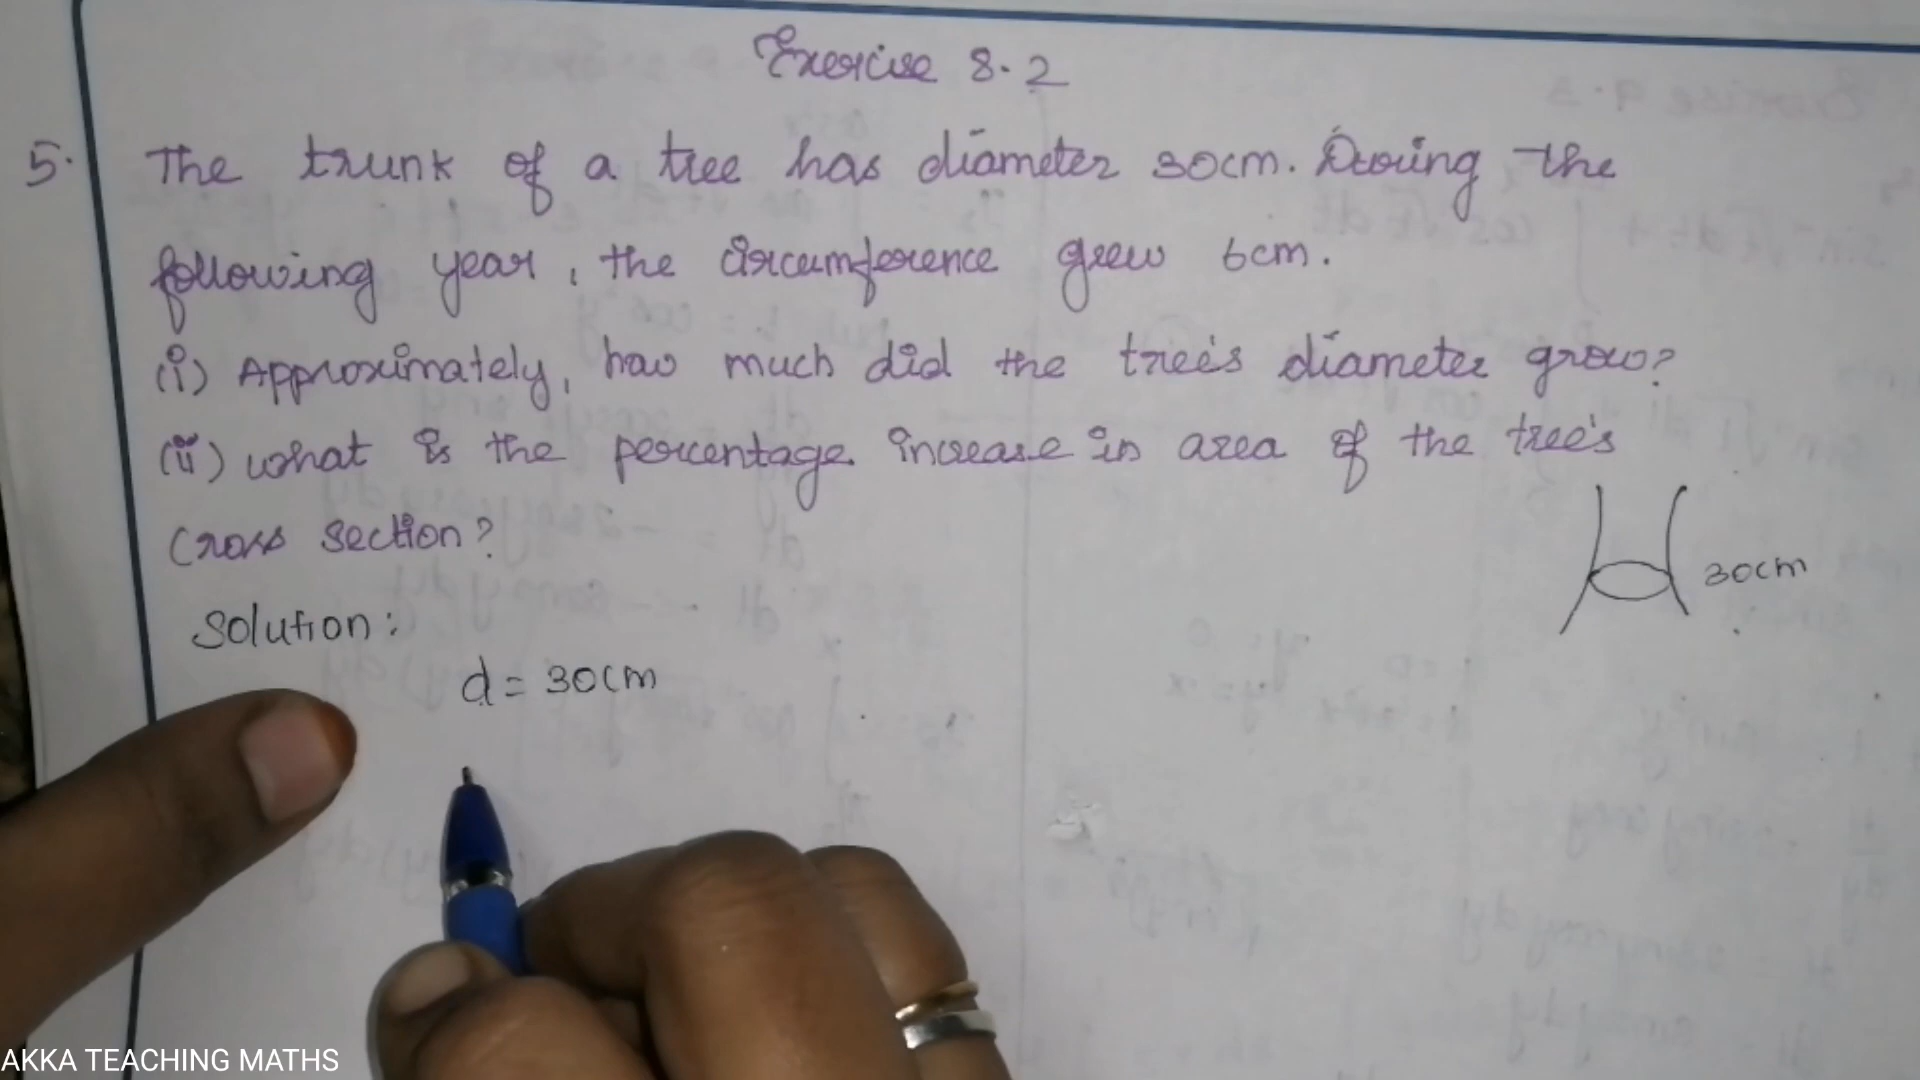 Exercise 8.2
5. The trunk of a tree has diameter 30cm. During the
following year, the circumference grew 6cm.
(i) Approximately, how much did the tree's diameter grow?
(ii) what is the percentage increase in area of the tree's
cross section?
30cm
Solution:
d = 30cm
AKKA TEACHING MATHS